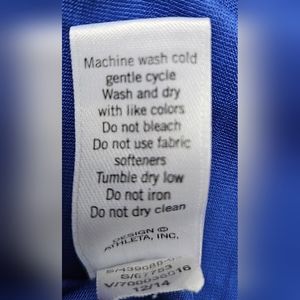 Machine wash cold
gentle cycle
Wash and dry
with like colors
Do not bleach
Do not use fabric
softeners
Tumble dry low
Do not iron
Do not dry clean
DESIGN ©
ATHLETA, INC.
12/14